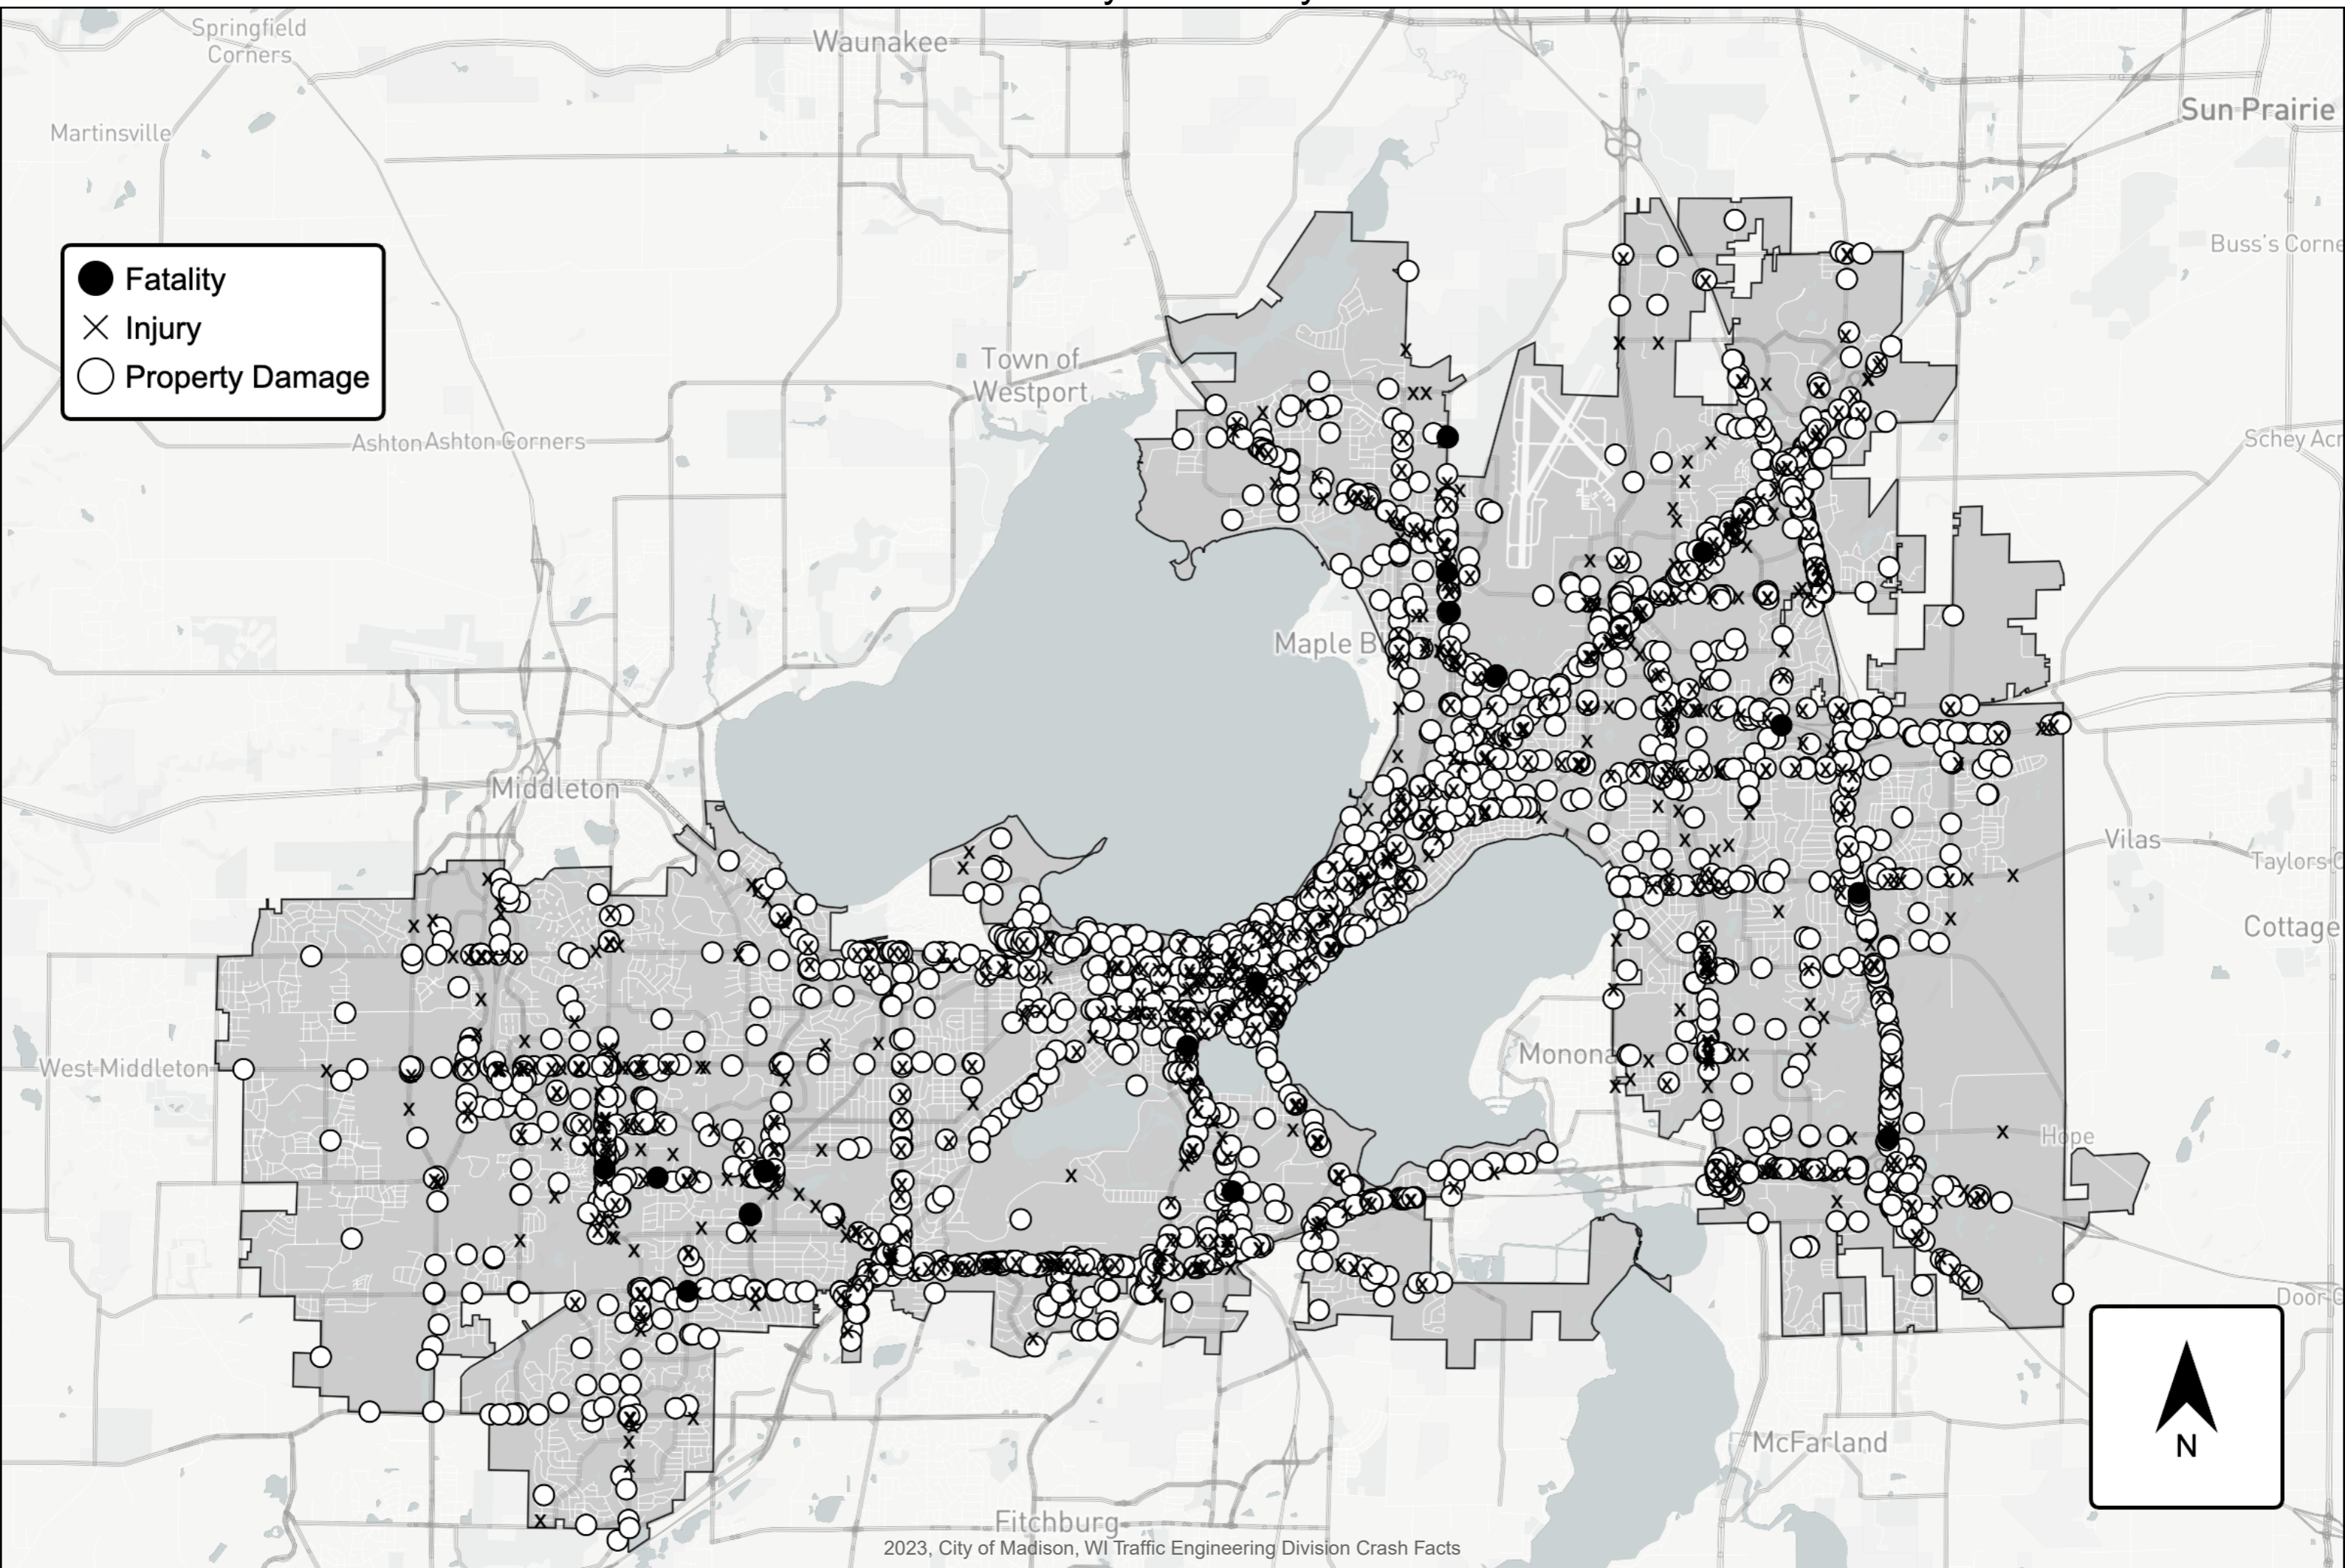 Springfield
Corners
Waunakee
Sun Prairie
Martinsville
Buss's Corne
Fatality
Injury
Property Damage
Town of
Westport
Ashton
Ashton Corners
Schey Acr
Maple Bl
Middleton
Vilas
Taylors C
Cottage
West Middleton
Monona
Hope
Door C
McFarland
N
Fitchburg
2023, City of Madison, WI Traffic Engineering Division Crash Facts